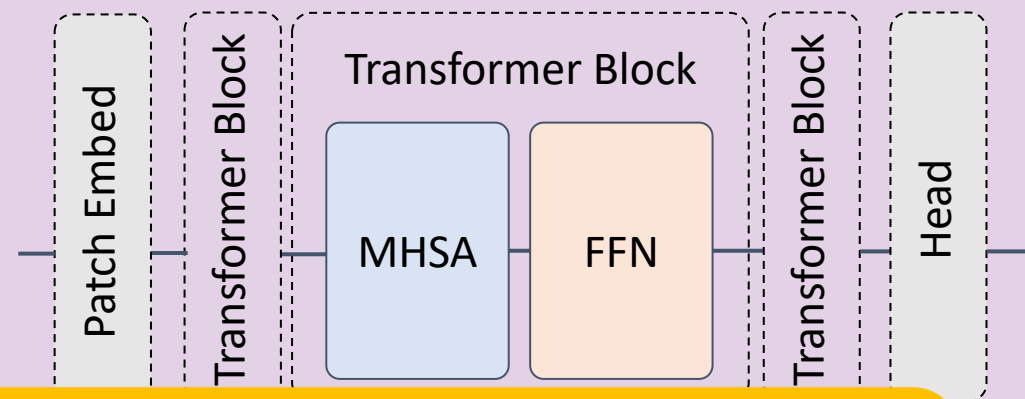 Patch Embed
Transformer Block
Transformer Block
MHSA
FFN
Transformer Block
Head